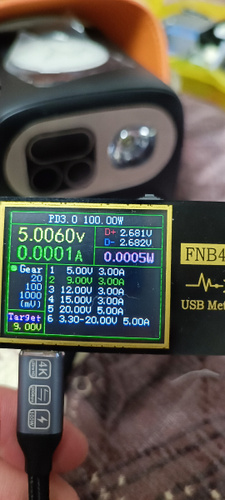 PD3.0 100.00W
5.0060V
D+ 2.681V
D- 2.682V
0.0001A
0.0005W
FNB4
Gear
20
100
1000
(mV)
1 5.00V 3.00A
2 9.00V 3.00A
3 12.00V 3.00A
4 15.00V 3.00A
5 20.00V 5.00A
6 3.30-20.00V 5.00A
Target
9.00V
USB Met
4K